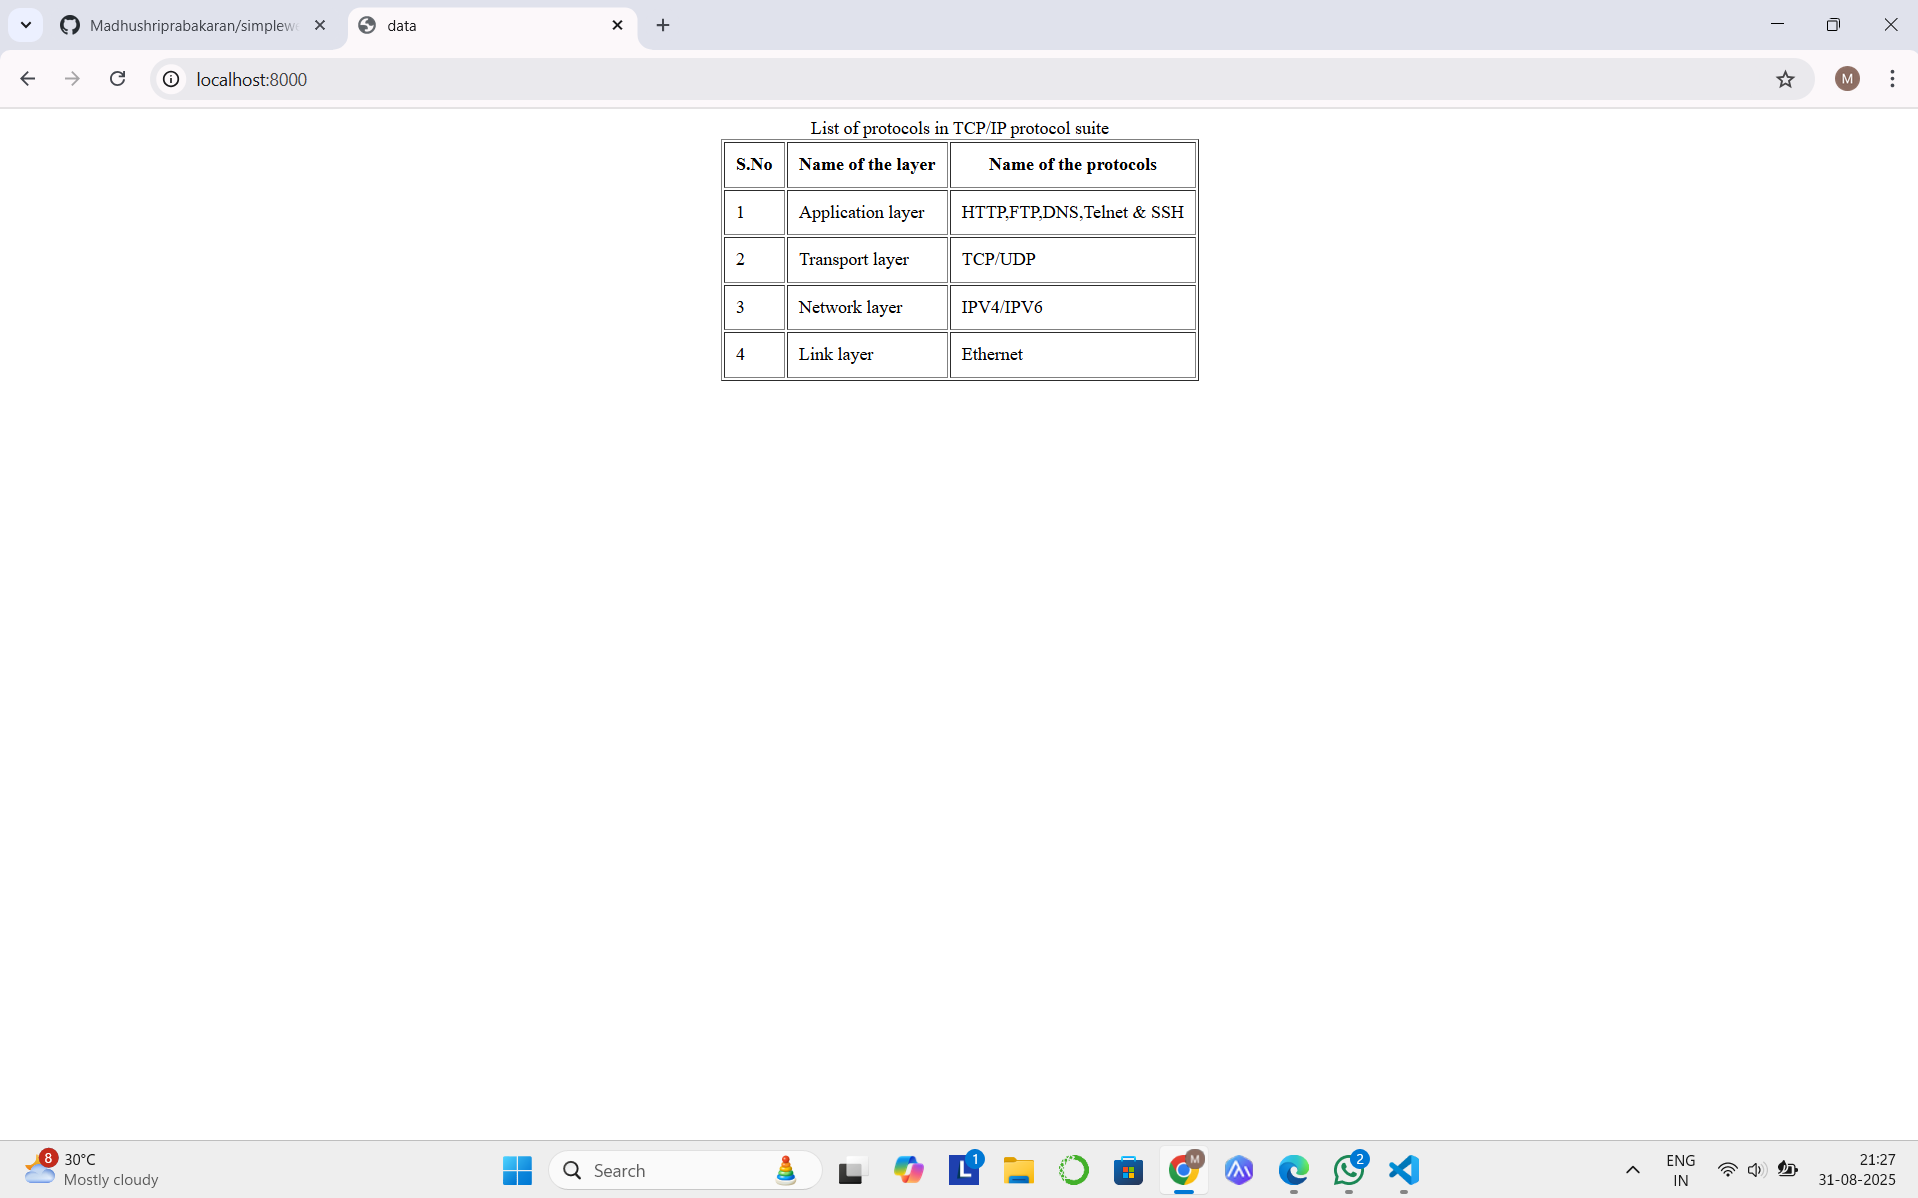 Madhushriprabakaran/simplewe
data
localhost:8000
M
List of protocols in TCP/IP protocol suite
S.No Name of the layer Name of the protocols
1 Application layer HTTP,FTP,DNS,Telnet & SSH
2 Transport layer TCP/UDP
3 Network layer IPV4/IPV6
4 Link layer Ethernet
8
30°C
Mostly cloudy
Search
L
1
M
2
ENG
IN
21:27
31-08-2025